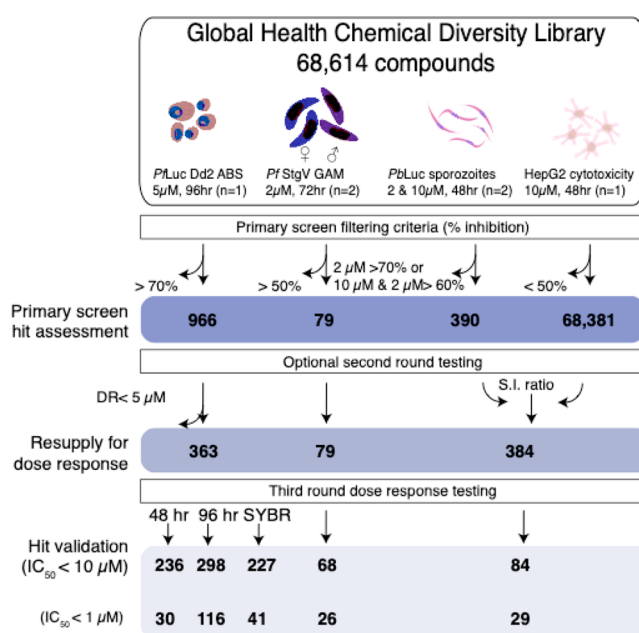 Global Health Chemical Diversity Library
68,614 compounds
♀ ♂
PfLuc Dd2 ABS
5µM, 96hr (n=1)
Pf StgV GAM
2µM, 72hr (n=2)
PbLuc sporozoites
2 & 10µM, 48hr (n=2)
HepG2 cytotoxicity
10µM, 48hr (n=1)
Primary screen filtering criteria (% inhibition)
> 70%
> 50%
2 µM >70% or
10 µM & 2 µM> 60%
< 50%
Primary screen
hit assessment
966 79 390 68,381
Optional second round testing
DR< 5 µM
S.I. ratio
Resupply for
dose response
363 79 384
Third round dose response testing
48 hr 96 hr SYBR
Hit validation
(IC50 < 10 µM)
236 298 227 68 84
(IC50 < 1 µM)
30 116 41 26 29